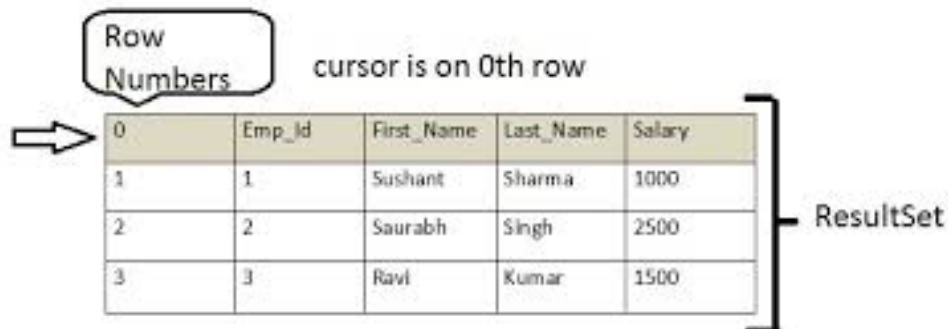 Row
Numbers
cursor is on 0th row
0 Emp_Id First_Name Last_Name Salary
1 1 Sushant Sharma 1000
2 2 Saurabh Singh 2500
3 3 Ravi Kumar 1500
ResultSet